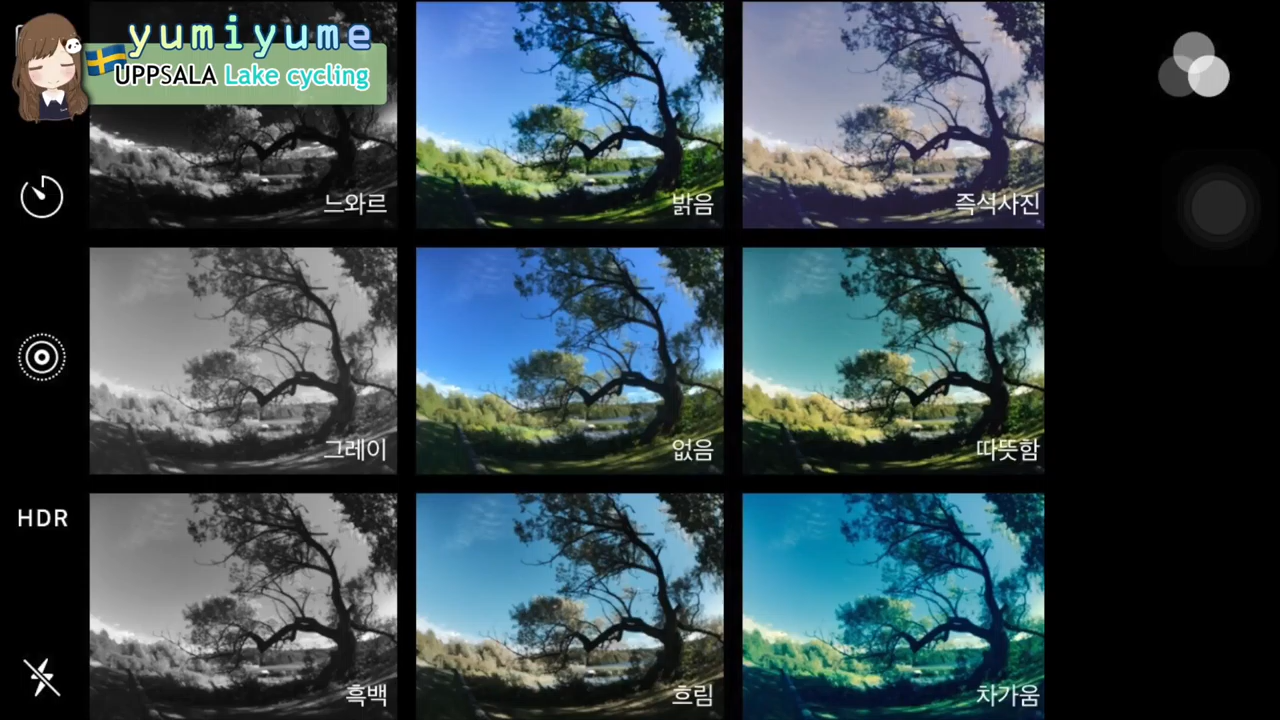 yumiyume
UPPSALA Lake cycling
느와르
밝음
즉석사진
그레이
없음
따뜻함
HDR
흑백
흐림
차가움